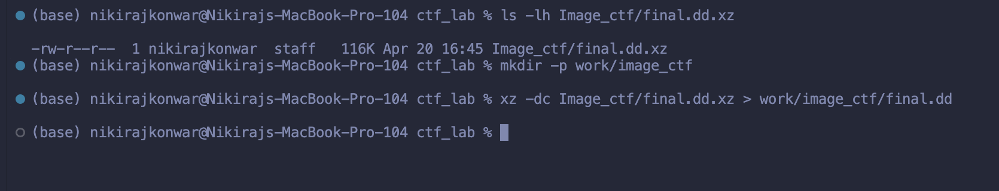 (base) nikirajkonwar@Nikirajs-MacBook-Pro-104 ctf_lab % ls -lh Image_ctf/final.dd.xz
-rw-r--r--  1 nikirajkonwar  staff   116K Apr 20 16:45 Image_ctf/final.dd.xz
(base) nikirajkonwar@Nikirajs-MacBook-Pro-104 ctf_lab % mkdir -p work/image_ctf
(base) nikirajkonwar@Nikirajs-MacBook-Pro-104 ctf_lab % xz -dc Image_ctf/final.dd.xz > work/image_ctf/final.dd
(base) nikirajkonwar@Nikirajs-MacBook-Pro-104 ctf_lab %